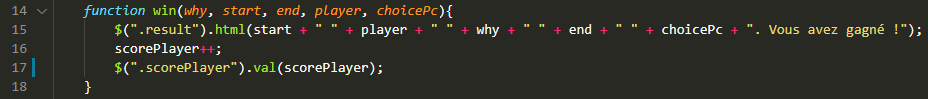 14 function win(why, start, end, player, choicePc){
15 $(".result").html(start + " " + player + " " + why + " " + end + " " + choicePc + ". Vous avez gagné !");
16 scorePlayer++;
17 $(".scorePlayer").val(scorePlayer);
18 }